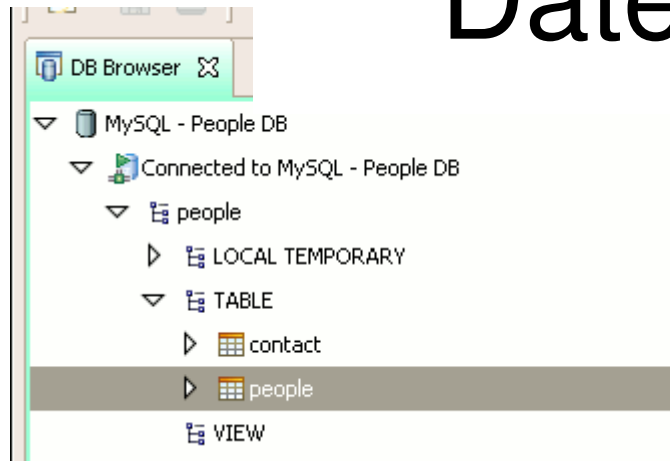 Date
DB Browser
MySQL - People DB
Connected to MySQL - People DB
people
LOCAL TEMPORARY
TABLE
contact
people
VIEW